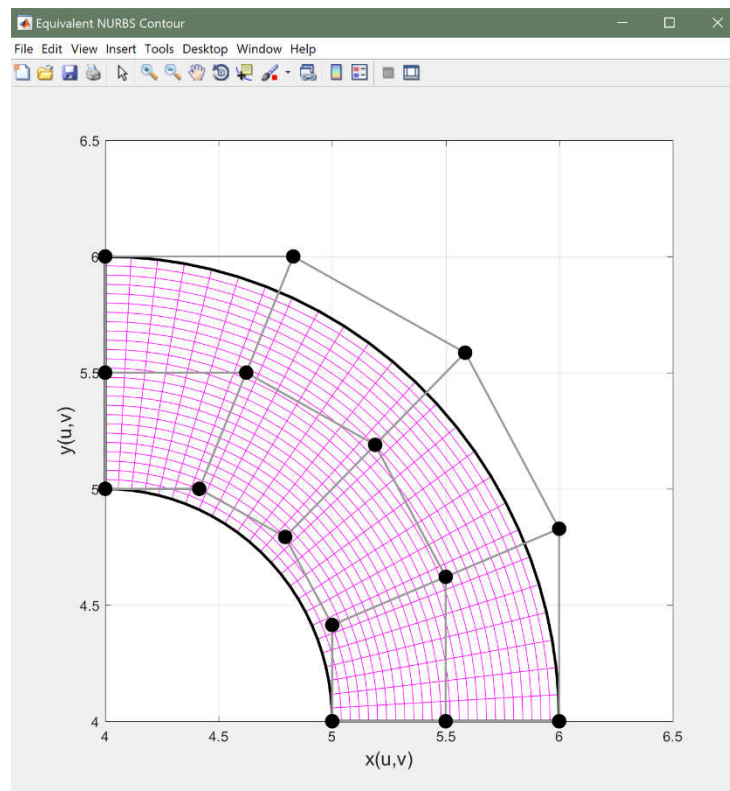 Equivalent NURBS Contour
File Edit View Insert Tools Desktop Window Help
6.5
6
5.5
5
4.5
4
y(u,v)
4 4.5 5 5.5 6 6.5
x(u,v)